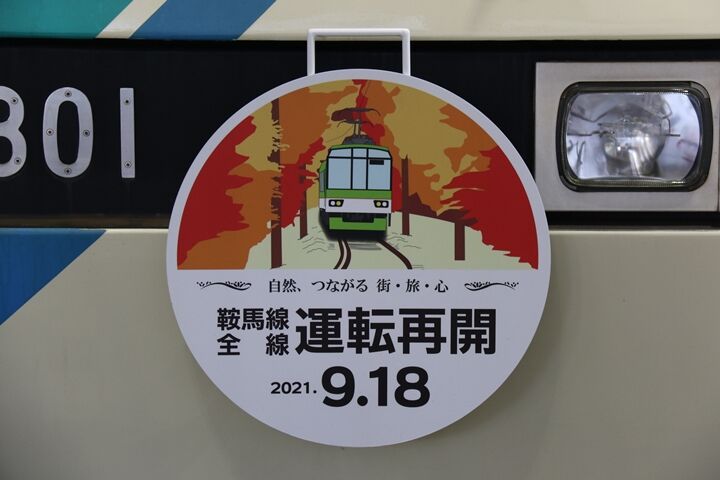 801
自然、つながる 街・旅・心
鞍馬線
全線
運転再開
2021.9.18